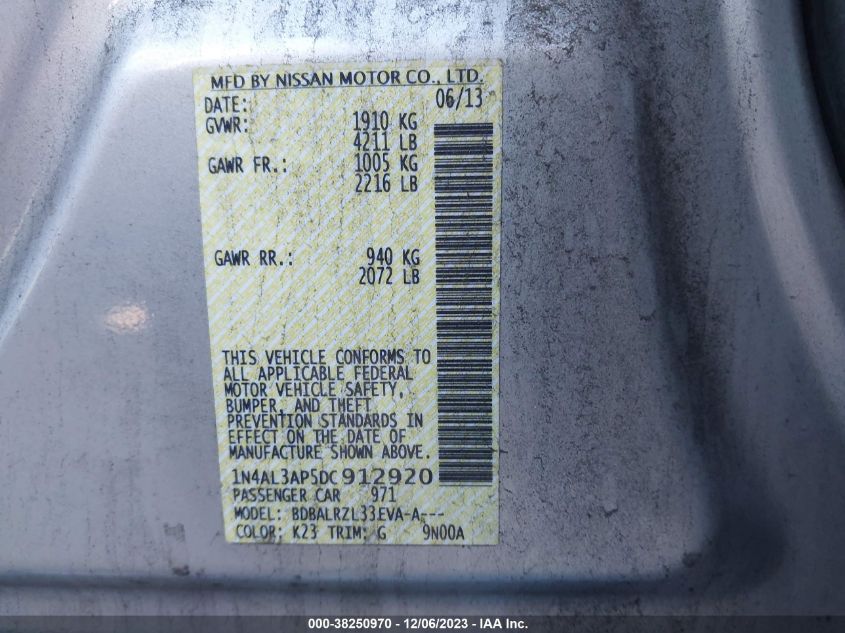 MFD BY NISSAN MOTOR CO., LTD.
DATE: 06/13
GVWR: 1910 KG
4211 LB
GAWR FR.: 1005 KG
2216 LB
GAWR RR.: 940 KG
2072 LB
THIS VEHICLE CONFORMS TO
ALL APPLICABLE FEDERAL
MOTOR VEHICLE SAFETY,
BUMPER, AND THEFT
PREVENTION STANDARDS IN
EFFECT ON THE DATE OF
MANUFACTURE SHOWN ABOVE.
1N4AL3AP5DC912920
PASSENGER CAR 971
MODEL: BDBALRZL33EVA-A---
COLOR: K23 TRIM: G 9N00A
000-38250970 - 12/06/2023 - IAA Inc.